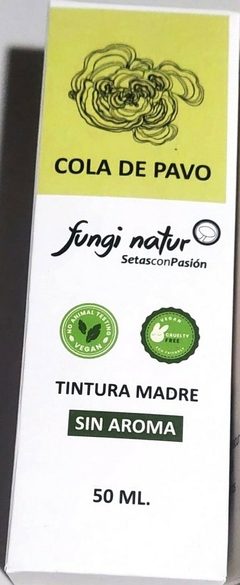 COLA DE PAVO
fungi natur
SetasconPasión
NO ANIMAL TESTING
VEGAN
VEGAN
CRUELTY
FREE
TINTURA MADRE
SIN AROMA
50 ML.